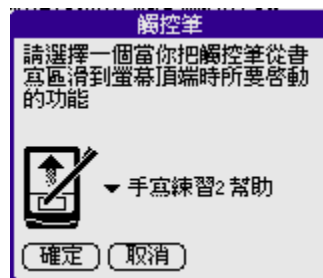 觸控筆
請選擇一個當你把觸控筆從書
寫區滑到螢幕頂端時所要啓動
的功能
手寫練習2 幫助
確定 取消